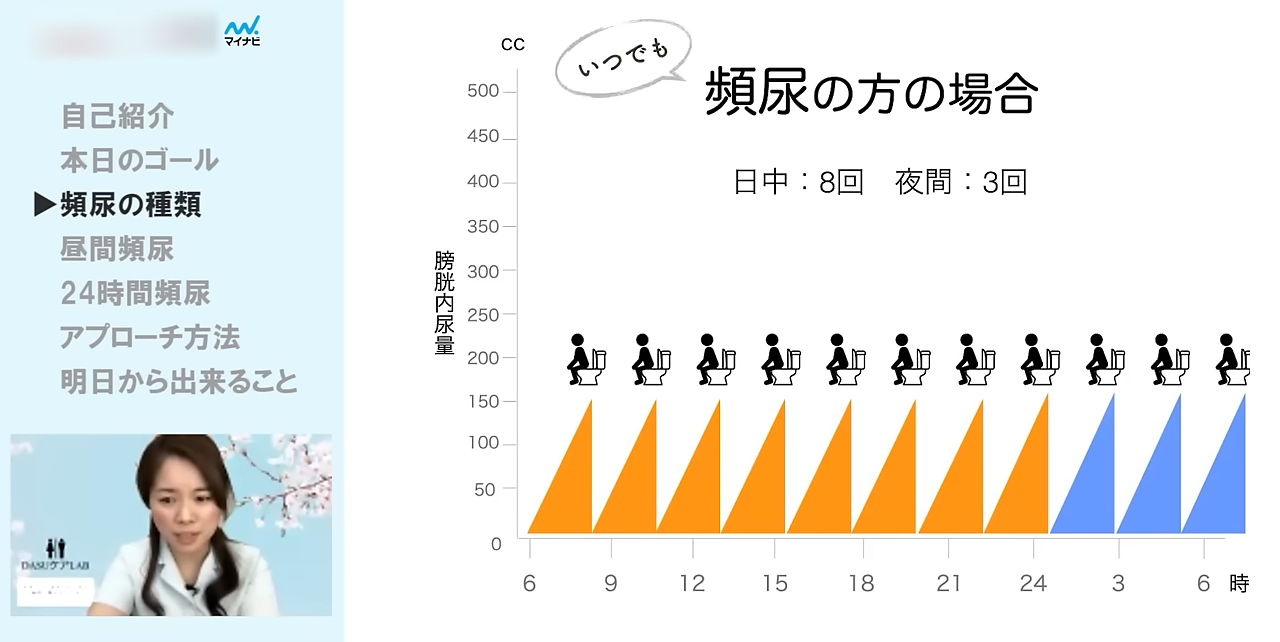 マイナビ
自己紹介
本日のゴール
▶頻尿の種類
昼間頻尿
24時間頻尿
アプローチ方法
明日から出来ること
DASUケアLAB
いつでも
頻尿の方の場合
日中：8回　夜間：3回
cc
膀胱内尿量
500
450
400
350
300
250
200
150
100
50
0
6 9 12 15 18 21 24 3 6 時